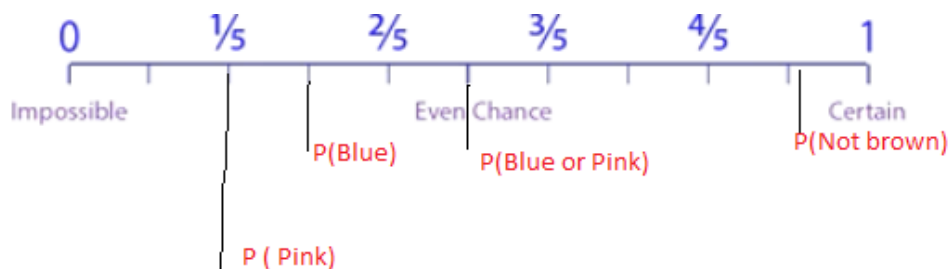 0 ⅕ ⅖ ⅗ ⅘ 1
Impossible Even Chance Certain
P(Blue) P(Blue or Pink) P(Not brown)
P ( Pink)